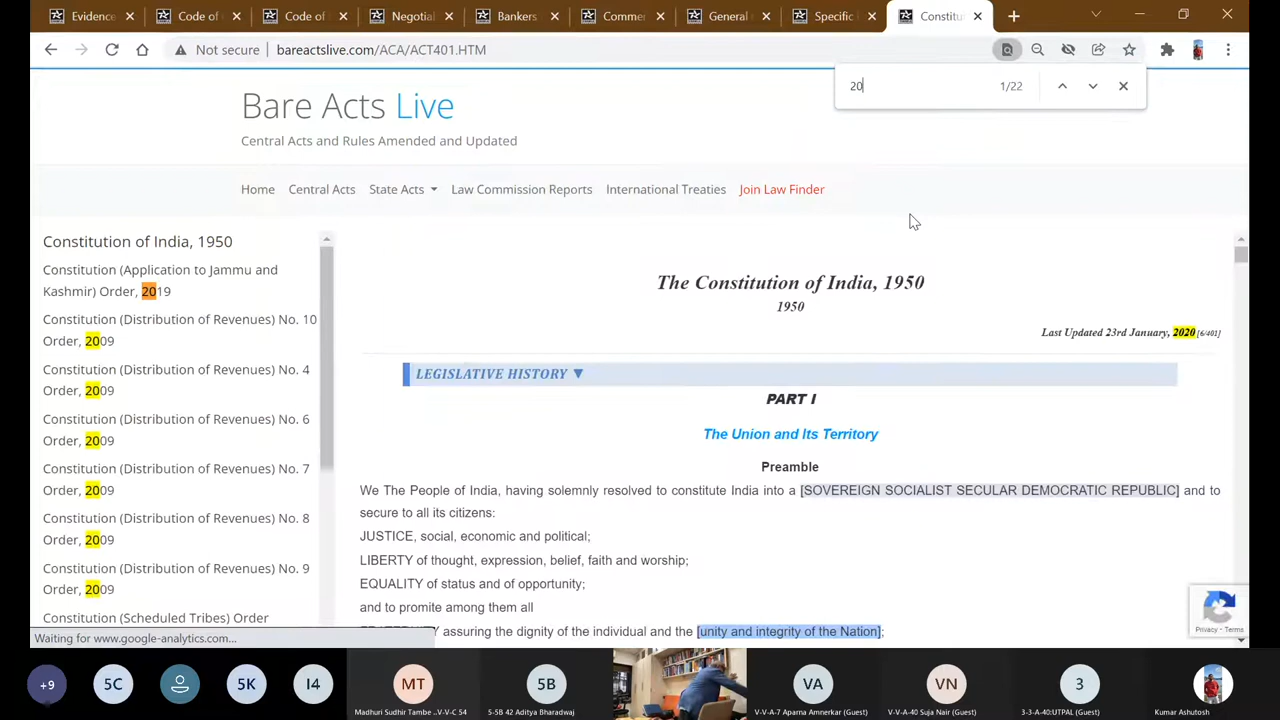 Evidence
Code of
Code of
Negotial
Bankers
Commer
General
Specific
Constitu
Not secure
bareactslive.com/ACA/ACT401.HTM
20
1/22
Bare Acts Live
Central Acts and Rules Amended and Updated
Home
Central Acts
State Acts
Law Commission Reports
International Treaties
Join Law Finder
Constitution of India, 1950
Constitution (Application to Jammu and
Kashmir) Order, 2019
Constitution (Distribution of Revenues) No. 10
Order, 2009
Constitution (Distribution of Revenues) No. 4
Order, 2009
Constitution (Distribution of Revenues) No. 6
Order, 2009
Constitution (Distribution of Revenues) No. 7
Order, 2009
Constitution (Distribution of Revenues) No. 8
Order, 2009
Constitution (Distribution of Revenues) No. 9
Order, 2009
Constitution (Scheduled Tribes) Order
The Constitution of India, 1950
1950
Last Updated 23rd January, 2020 [6/401]
LEGISLATIVE HISTORY ▼
PART I
The Union and Its Territory
Preamble
We The People of India, having solemnly resolved to constitute India into a [SOVEREIGN SOCIALIST SECULAR DEMOCRATIC REPUBLIC] and to
secure to all its citizens:
JUSTICE, social, economic and political;
LIBERTY of thought, expression, belief, faith and worship;
EQUALITY of status and of opportunity;
and to promite among them all
assuring the dignity of the individual and the [unity and integrity of the Nation];
Privacy - Terms
Waiting for www.google-analytics.com...
+9
5C
5K
I4
MT
Madhuri Sudhir Tambe ..V-V-C 54
5B
5-5B 42 Aditya Bharadwaj
VA
V-V-A-7 Aparna Amnerkar (Guest)
VN
V-V-A-40 Suja Nair (Guest)
3
3-3-A-40:UTPAL (Guest)
Kumar Ashutosh